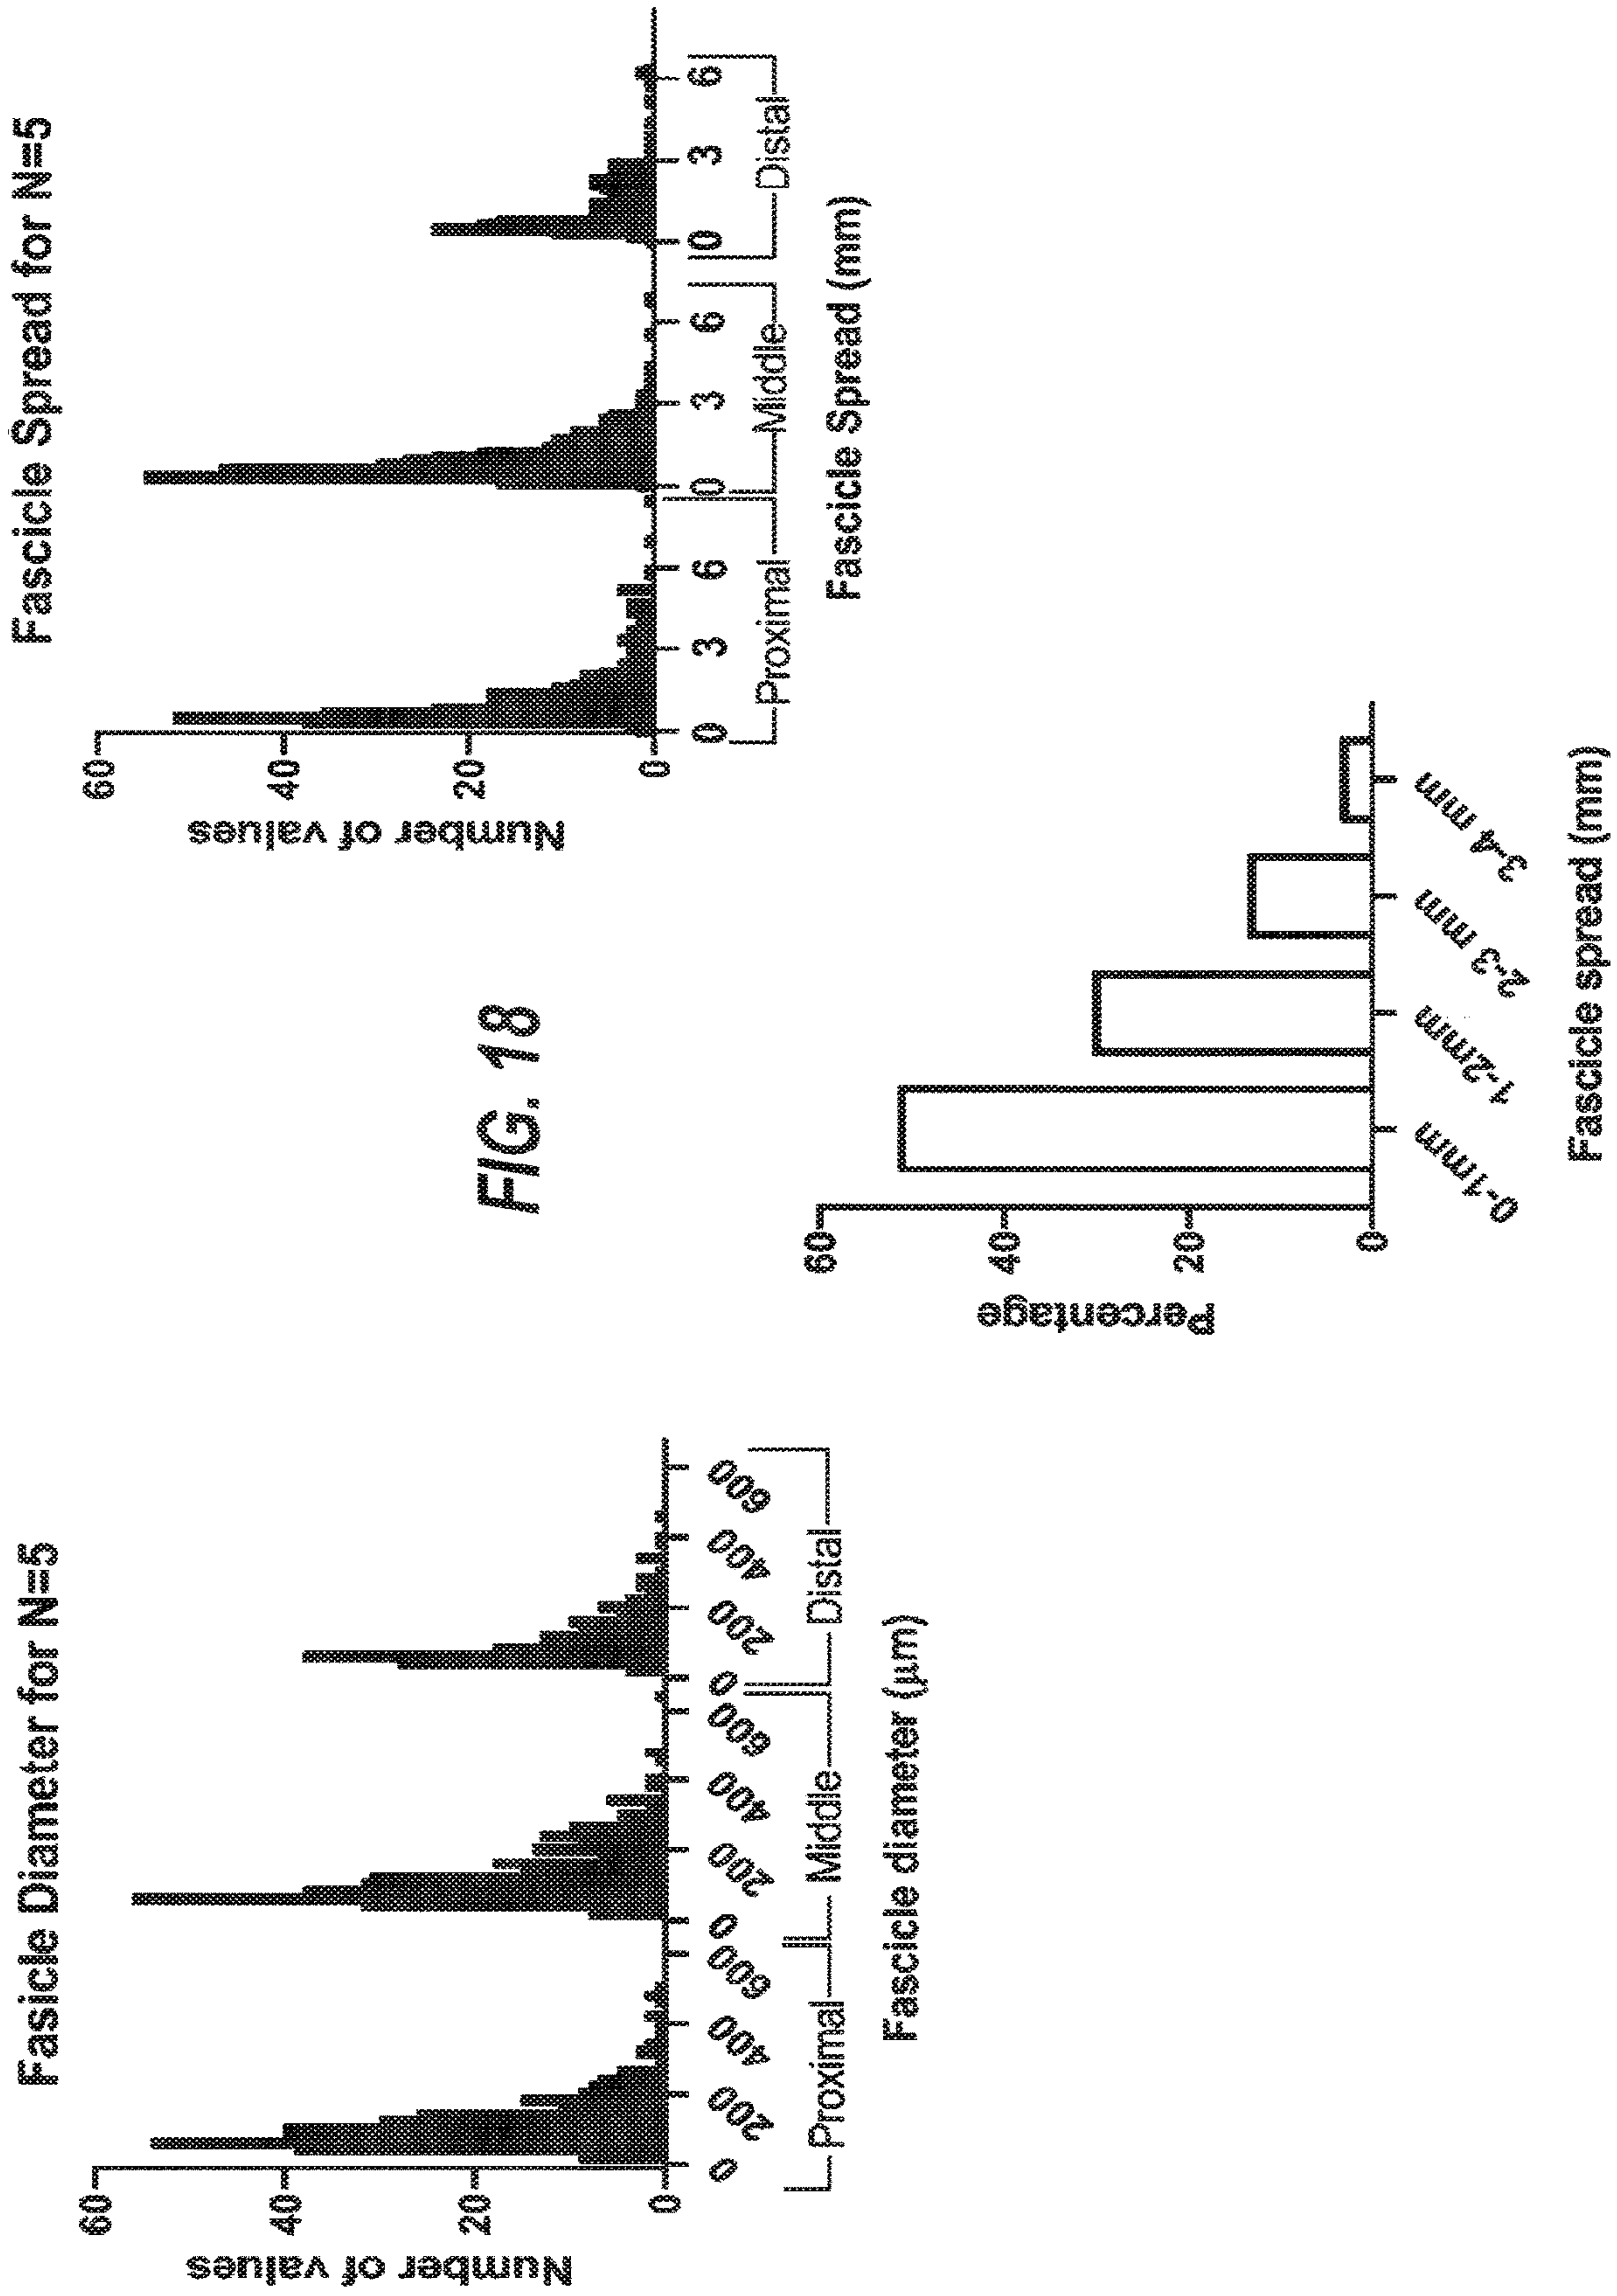 Fasicle Diameter for N=5
Number of values
60
40
20
0
0 200 400 600 0 200 400 600 0 200 400 600
Proximal Middle Distal
Fascicle diameter (µm)
FIG. 18
Fascicle Spread for N=5
Number of values
60
40
20
0
0 3 6 0 3 6 0 3 6
Proximal Middle Distal
Fascicle Spread (mm)
Percentage
60
40
20
0
0-1mm 1-2mm 2-3 mm 3-4 mm
Fascicle spread (mm)